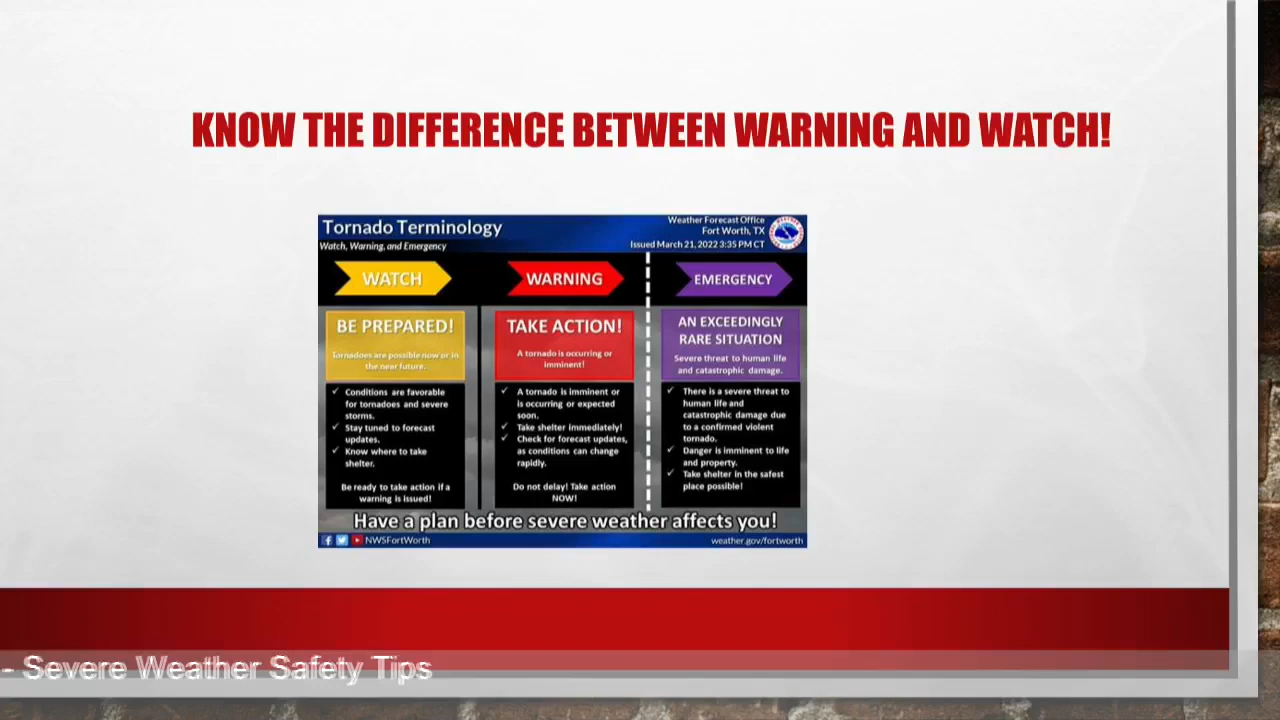 KNOW THE DIFFERENCE BETWEEN WARNING AND WATCH!
Tornado Terminology
Watch, Warning, and Emergency
Weather Forecast Office
Fort Worth, TX
Issued March 21, 2022 3:35 PM CT
WATCH
BE PREPARED!
Tornadoes are possible now or in
the near future.
✓ Conditions are favorable
for tornadoes and severe
storms.
✓ Stay tuned to forecast
updates.
✓ Know where to take
shelter.
Be ready to take action if a
warning is issued!
WARNING
TAKE ACTION!
A tornado is occurring or
imminent!
✓ A tornado is imminent or
is occurring or expected
soon.
✓ Take shelter immediately!
✓ Check for forecast updates,
as conditions can change
rapidly.
Do not delay! Take action
NOW!
EMERGENCY
AN EXCEEDINGLY
RARE SITUATION
Severe threat to human life
and catastrophic damage.
✓ There is a severe threat to
human life and
catastrophic damage due
to a confirmed violent
tornado.
✓ Danger is imminent to life
and property.
✓ Take shelter in the safest
place possible!
Have a plan before severe weather affects you!
NWSFortWorth
weather.gov/fortworth
- Severe Weather Safety Tips